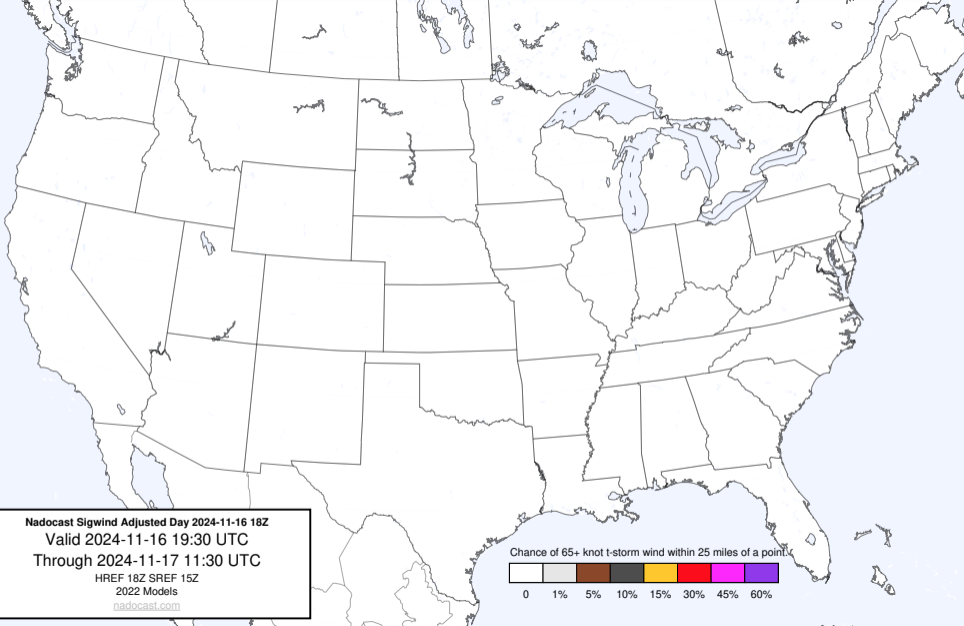 Nadocast Sigwind Adjusted Day 2024-11-16 18Z
Valid 2024-11-16 19:30 UTC
Through 2024-11-17 11:30 UTC
HREF 18Z SREF 15Z
2022 Models
nadocast.com
Chance of 65+ knot t-storm wind within 25 miles of a point.
0 1% 5% 10% 15% 30% 45% 60%